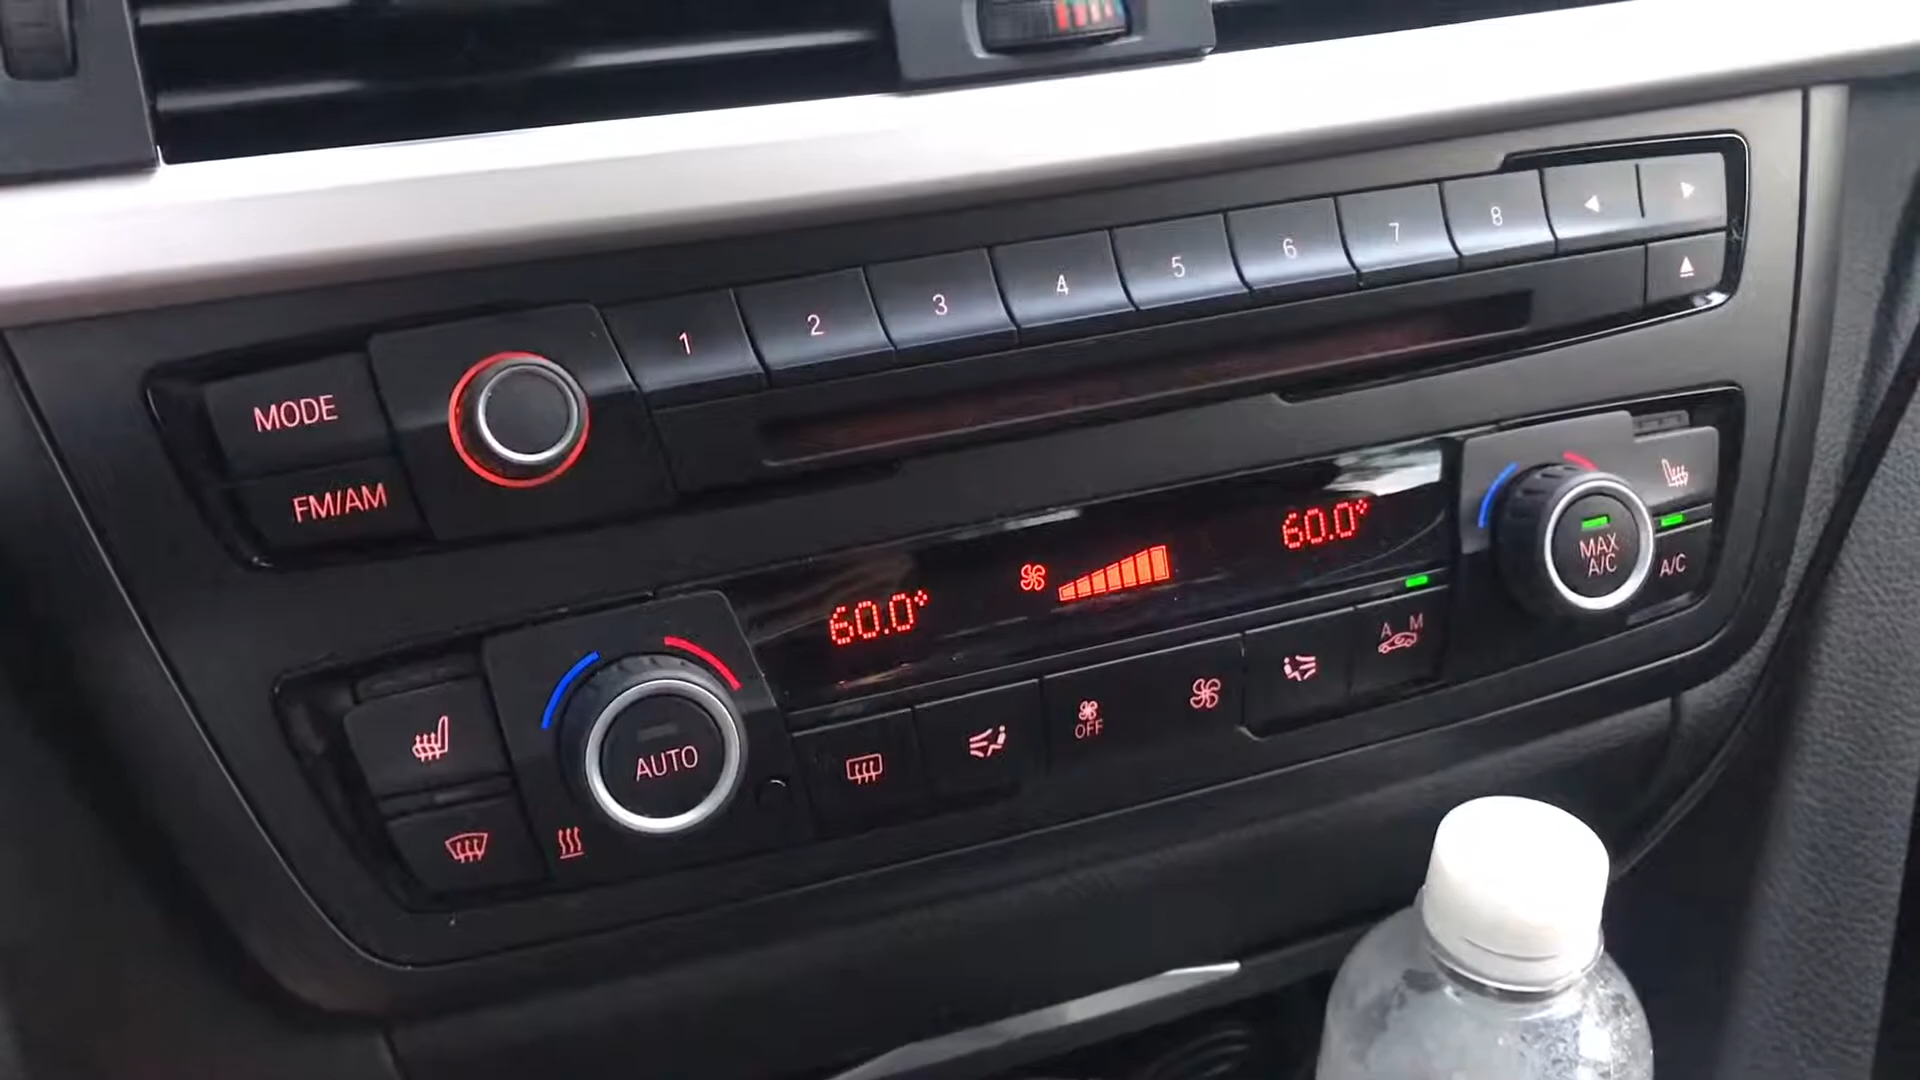 1 2 3 4 5 6 7 8
MODE
FM/AM
60.0°
60.0°
MAX
A/C
A/C
A M
OFF
AUTO